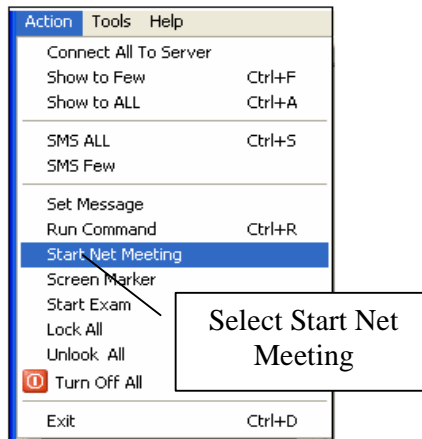 Action Tools Help
Connect All To Server
Show to Few Ctrl+F
Show to ALL Ctrl+A
SMS ALL Ctrl+S
SMS Few
Set Message
Run Command Ctrl+R
Start Net Meeting
Screen Marker
Start Exam
Lock All
Unlook All
Turn Off All
Exit Ctrl+D
Select Start Net
Meeting